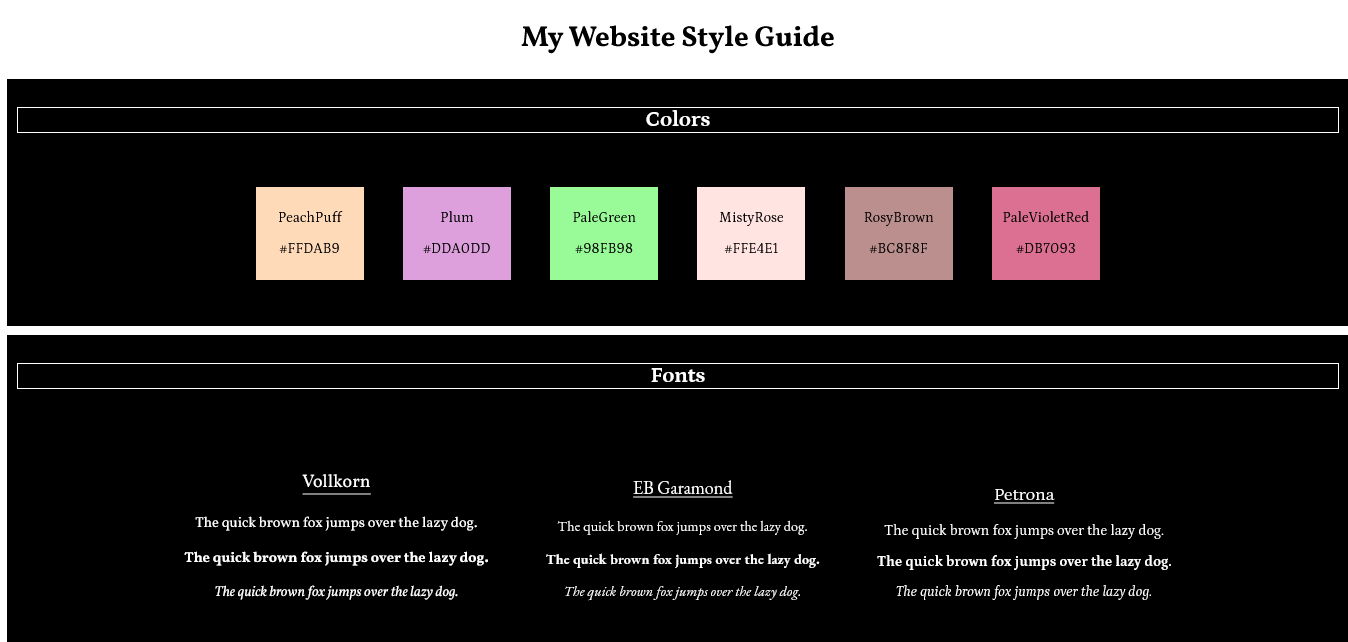 My Website Style Guide
Colors
PeachPuff
#FFDAB9
Plum
#DDA0DD
PaleGreen
#98FB98
MistyRose
#FFE4E1
RosyBrown
#BC8F8F
PaleVioletRed
#DB7093
Fonts
Vollkorn
The quick brown fox jumps over the lazy dog.
The quick brown fox jumps over the lazy dog.
The quick brown fox jumps over the lazy dog.
EB Garamond
The quick brown fox jumps over the lazy dog.
The quick brown fox jumps over the lazy dog.
The quick brown fox jumps over the lazy dog.
Petrona
The quick brown fox jumps over the lazy dog.
The quick brown fox jumps over the lazy dog.
The quick brown fox jumps over the lazy dog.